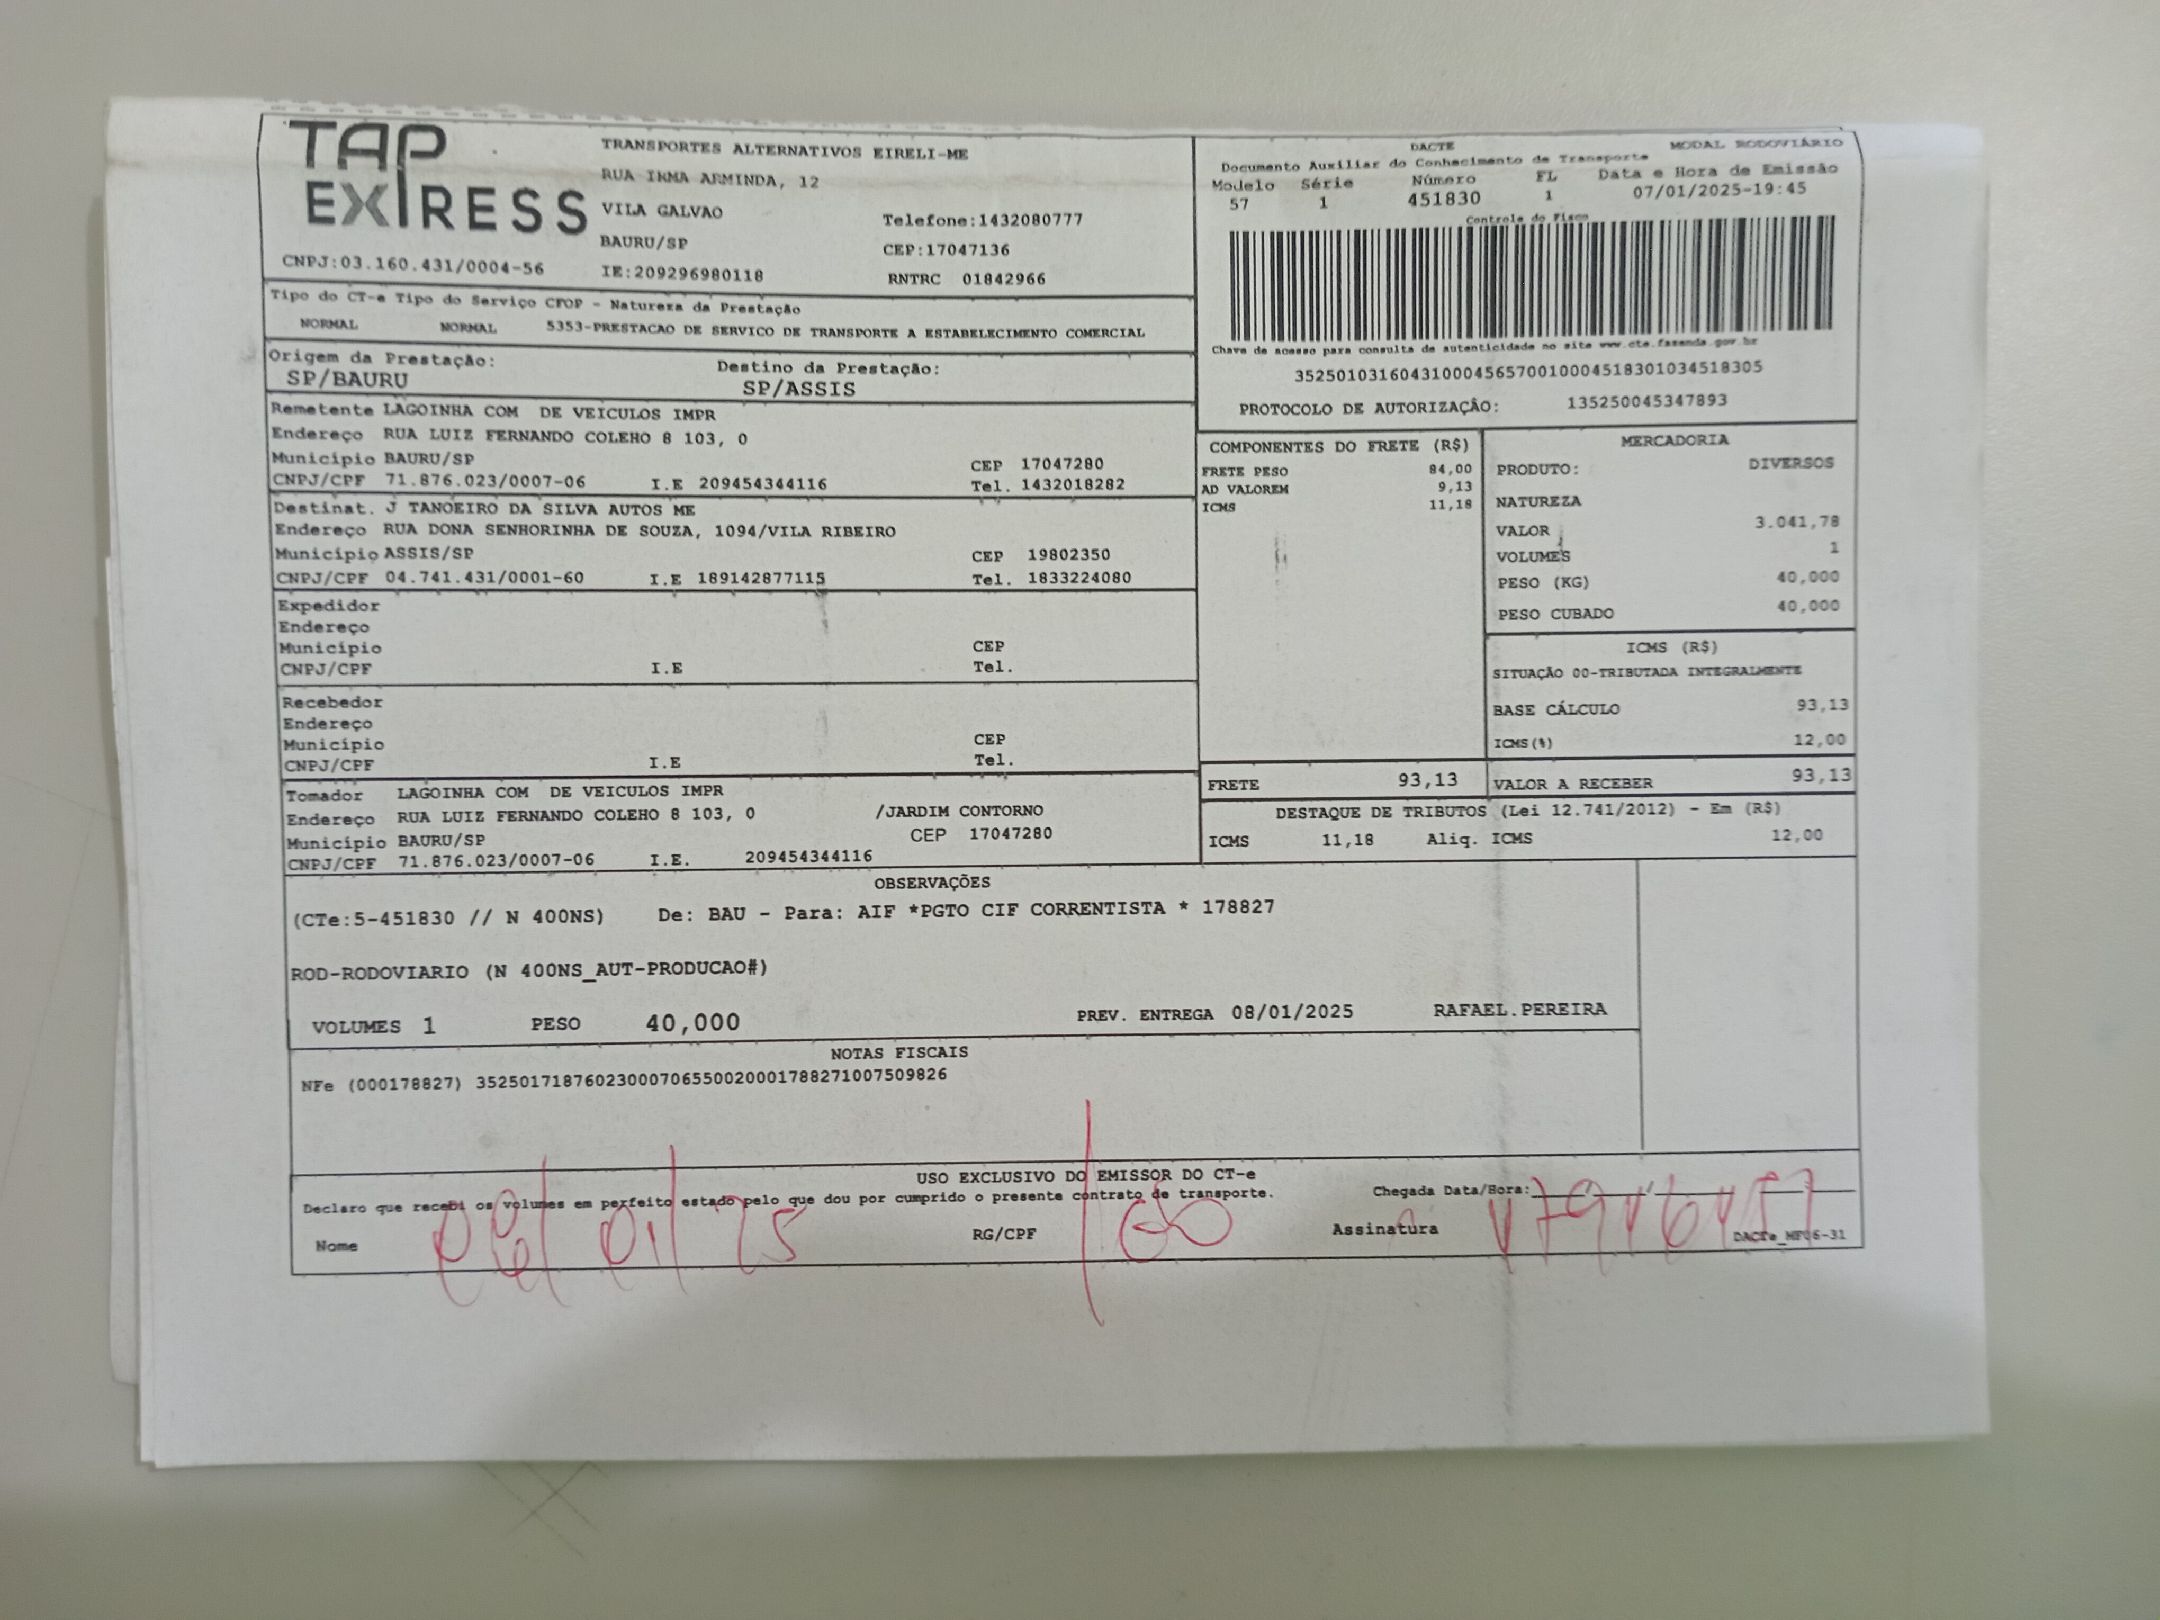 TAP EXPRESS
TRANSPORTES ALTERNATIVOS EIRELI-ME
RUA IRMA ARMINDA, 12
VILA GALVAO
Telefone:1432080777
BAURU/SP
CEP:17047136
CNPJ:03.160.431/0004-56
IE:209296980118
RNTRC 01842966
DACTE
MODAL RODOVIÁRIO
Documento Auxiliar do Conhecimento de Transporte
Modelo Série Número FL Data e Hora de Emissão
57 1 451830 1 07/01/2025-19:45
Controle do Fisco
Chave de acesso para consulta de autenticidade no site www.cte.fazenda.gov.br
35250103160431000456570010004518301034518305
PROTOCOLO DE AUTORIZAÇÃO: 135250045347893
Tipo do CT-e Tipo do Serviço CFOP - Natureza da Prestação
NORMAL NORMAL 5353-PRESTACAO DE SERVICO DE TRANSPORTE A ESTABELECIMENTO COMERCIAL
Origem da Prestação: Destino da Prestação:
SP/BAURU SP/ASSIS
Remetente LAGOINHA COM DE VEICULOS IMPR
Endereço RUA LUIZ FERNANDO COLEHO 8 103, 0
Município BAURU/SP CEP 17047280
CNPJ/CPF 71.876.023/0007-06 I.E 209454344116 Tel. 1432018282
Destinat. J TANOEIRO DA SILVA AUTOS ME
Endereço RUA DONA SENHORINHA DE SOUZA, 1094/VILA RIBEIRO
Município ASSIS/SP CEP 19802350
CNPJ/CPF 04.741.431/0001-60 I.E 189142877115 Tel. 1833224080
Expedidor
Endereço
Município CEP
CNPJ/CPF I.E Tel.
Recebedor
Endereço
Município CEP
CNPJ/CPF I.E Tel.
Tomador LAGOINHA COM DE VEICULOS IMPR
Endereço RUA LUIZ FERNANDO COLEHO 8 103, 0 /JARDIM CONTORNO
Município BAURU/SP CEP 17047280
CNPJ/CPF 71.876.023/0007-06 I.E. 209454344116
COMPONENTES DO FRETE (R$)
FRETE PESO 84,00
AD VALOREM 9,13
ICMS 11,18
MERCADORIA
PRODUTO: DIVERSOS
NATUREZA
VALOR 3.041,78
VOLUMES 1
PESO (KG) 40,000
PESO CUBADO 40,000
ICMS (R$)
SITUAÇÃO 00-TRIBUTADA INTEGRALMENTE
BASE CÁLCULO 93,13
ICMS(%) 12,00
FRETE 93,13 VALOR A RECEBER 93,13
DESTAQUE DE TRIBUTOS (Lei 12.741/2012) - Em (R$)
ICMS 11,18 Aliq. ICMS 12,00
OBSERVAÇÕES
(CTe:5-451830 // N 400NS) De: BAU - Para: AIF *PGTO CIF CORRENTISTA * 178827
ROD-RODOVIARIO (N 400NS_AUT-PRODUCAO#)
VOLUMES 1 PESO 40,000 PREV. ENTREGA 08/01/2025 RAFAEL.PEREIRA
NOTAS FISCAIS
NFe (000178827) 35250171876023000706550020001788271007509826
USO EXCLUSIVO DO EMISSOR DO CT-e
Declaro que recebi os volumes em perfeito estado pelo que dou por cumprido o presente contrato de transporte.
Chegada Data/Hora:
Nome RG/CPF Assinatura DACTe_MF06-31